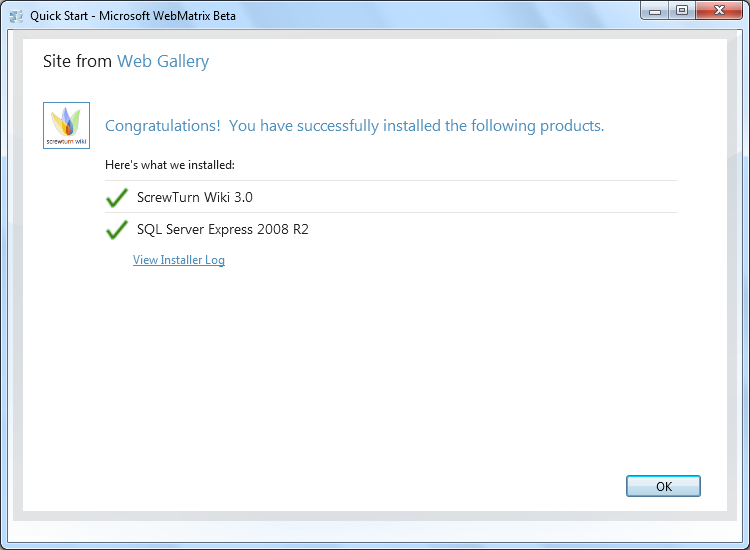 Quick Start - Microsoft WebMatrix Beta
Site from Web Gallery
screwturn wiki
Congratulations!  You have successfully installed the following products.
Here's what we installed:
ScrewTurn Wiki 3.0
SQL Server Express 2008 R2
View Installer Log
OK